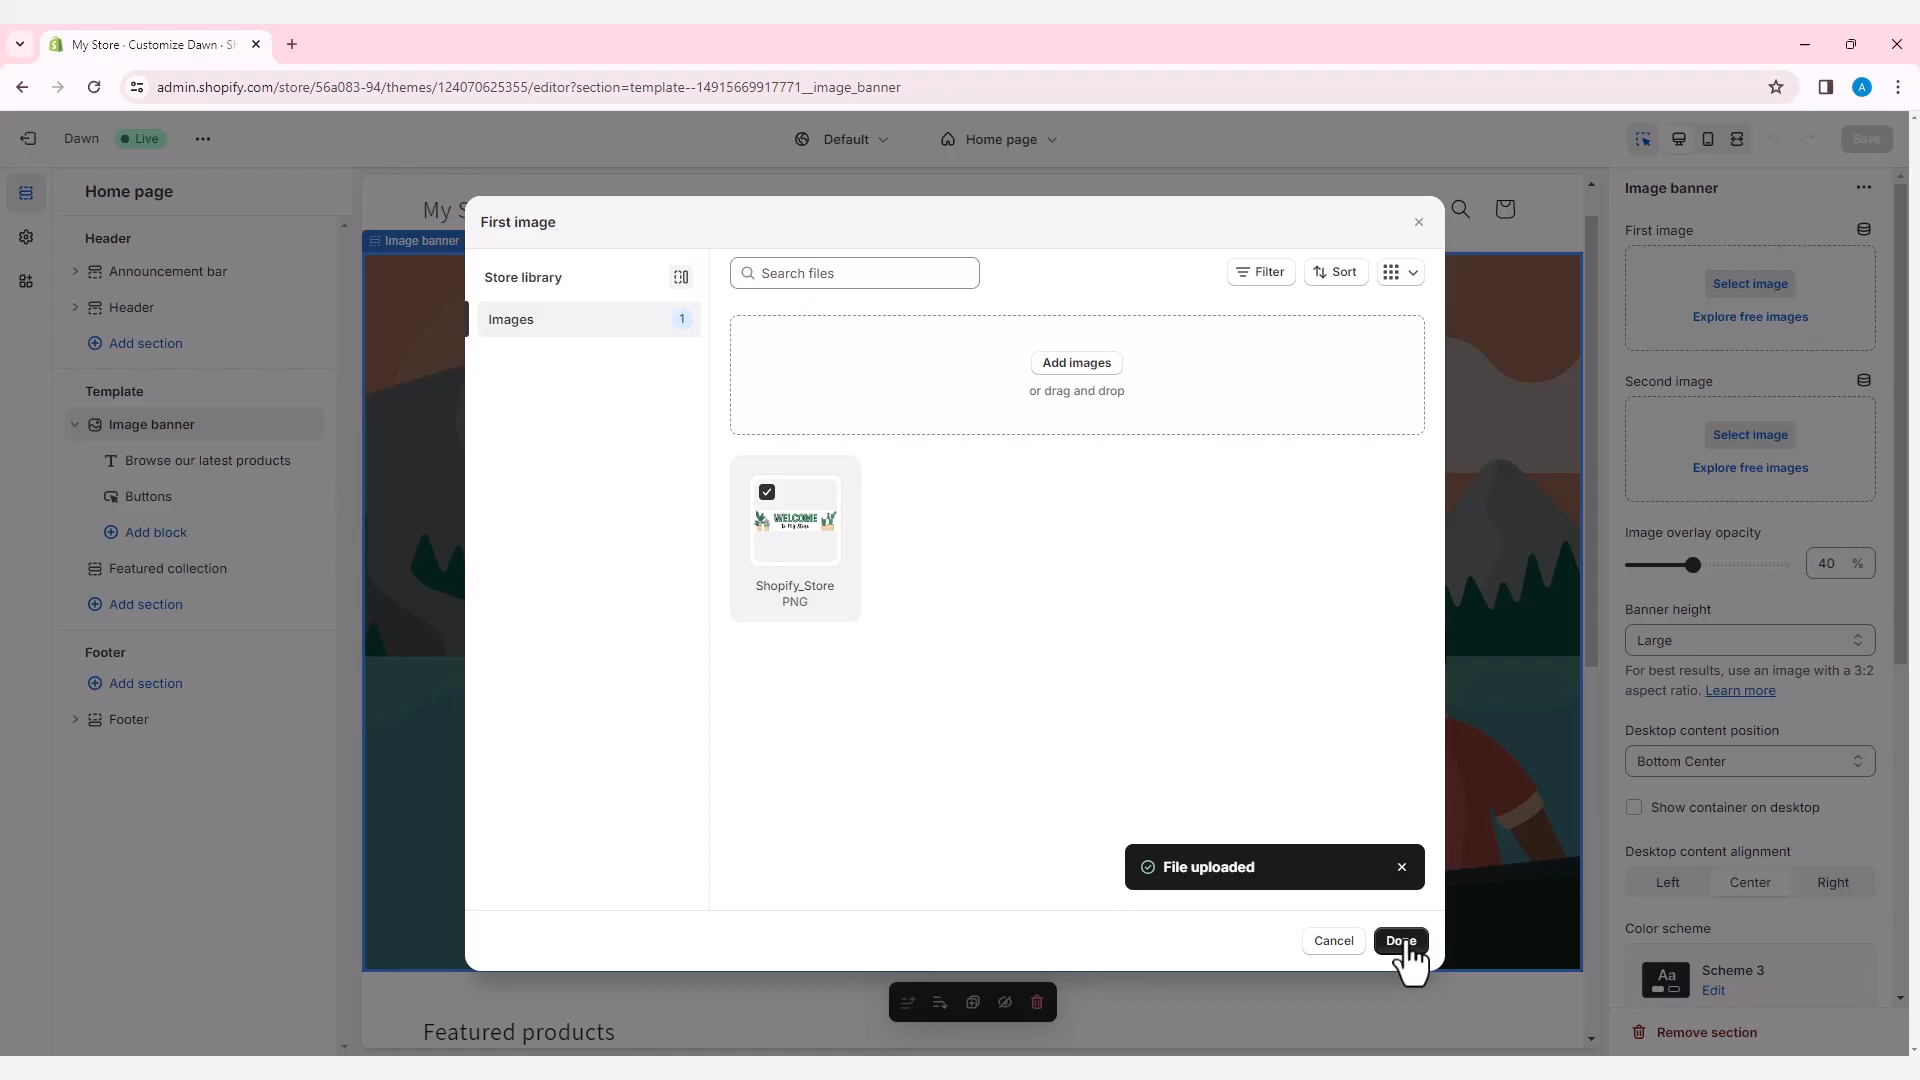 My Store · Customize Dawn · Sh
admin.shopify.com/store/56a083-94/themes/124070625355/editor?section=template--14915669917771__image_banner
A
Dawn
Live
Default
Home page
Save
Home page
Header
Announcement bar
Header
Add section
Template
Image banner
Browse our latest products
Buttons
Add block
Featured collection
Add section
Footer
Add section
Footer
My S
Image banner
First image
Store library
Images
1
Search files
Filter
Sort
Add images
or drag and drop
WELCOME
to My Store
Shopify_Store
PNG
File uploaded
Cancel
Done
Featured products
Image banner
First image
Select image
Explore free images
Second image
Select image
Explore free images
Image overlay opacity
40 %
Banner height
Large
For best results, use an image with a 3:2
aspect ratio. Learn more
Desktop content position
Bottom Center
Show container on desktop
Desktop content alignment
Left
Center
Right
Color scheme
Aa
Scheme 3
Edit
Remove section